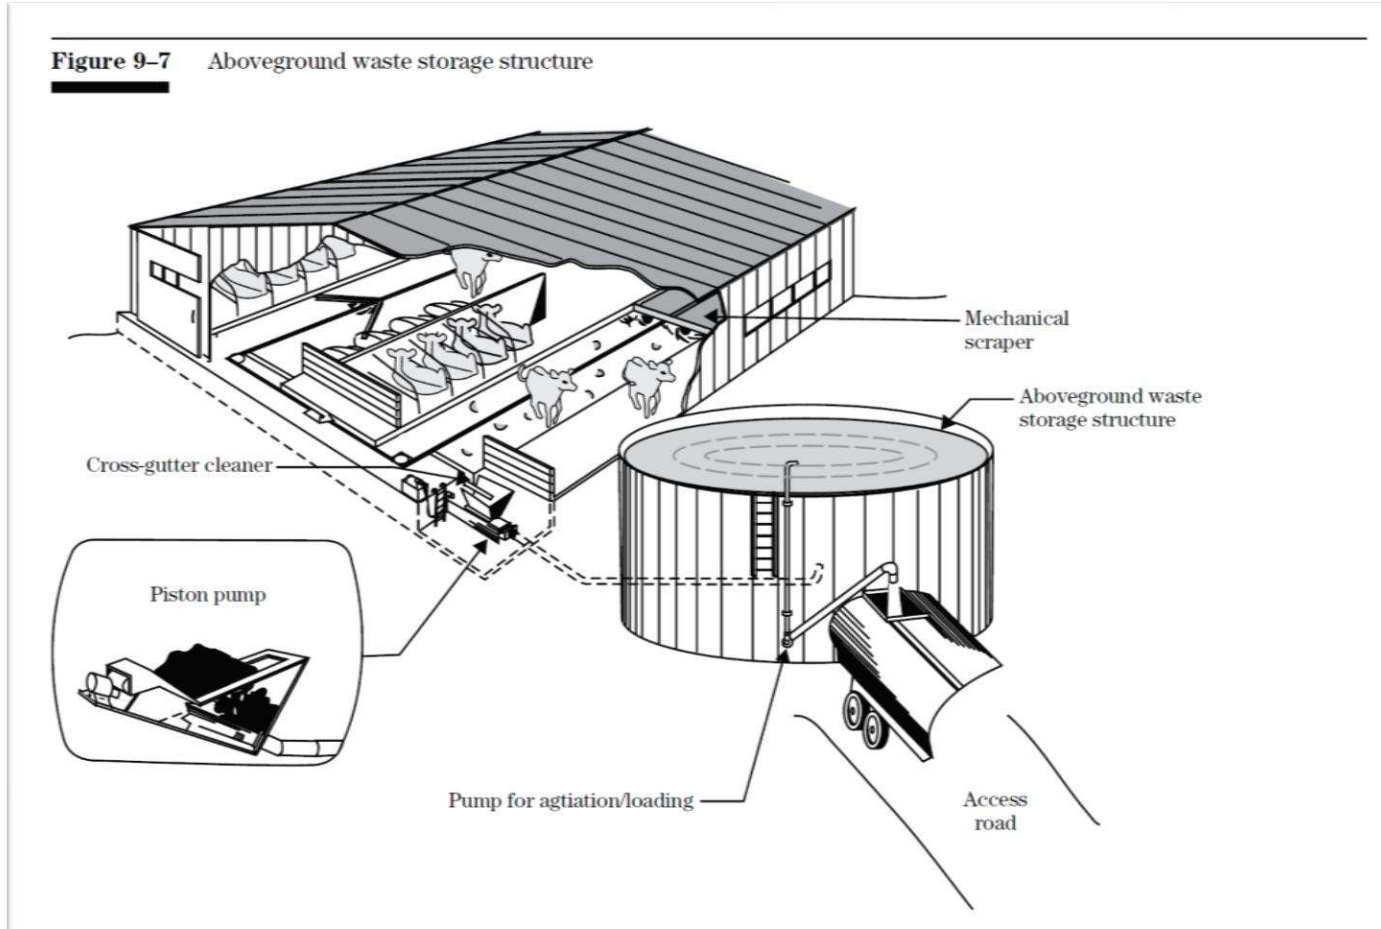 Figure 9–7 Aboveground waste storage structure
Mechanical
scraper
Aboveground waste
storage structure
Cross-gutter cleaner
Piston pump
Pump for agtiation/loading
Access
road